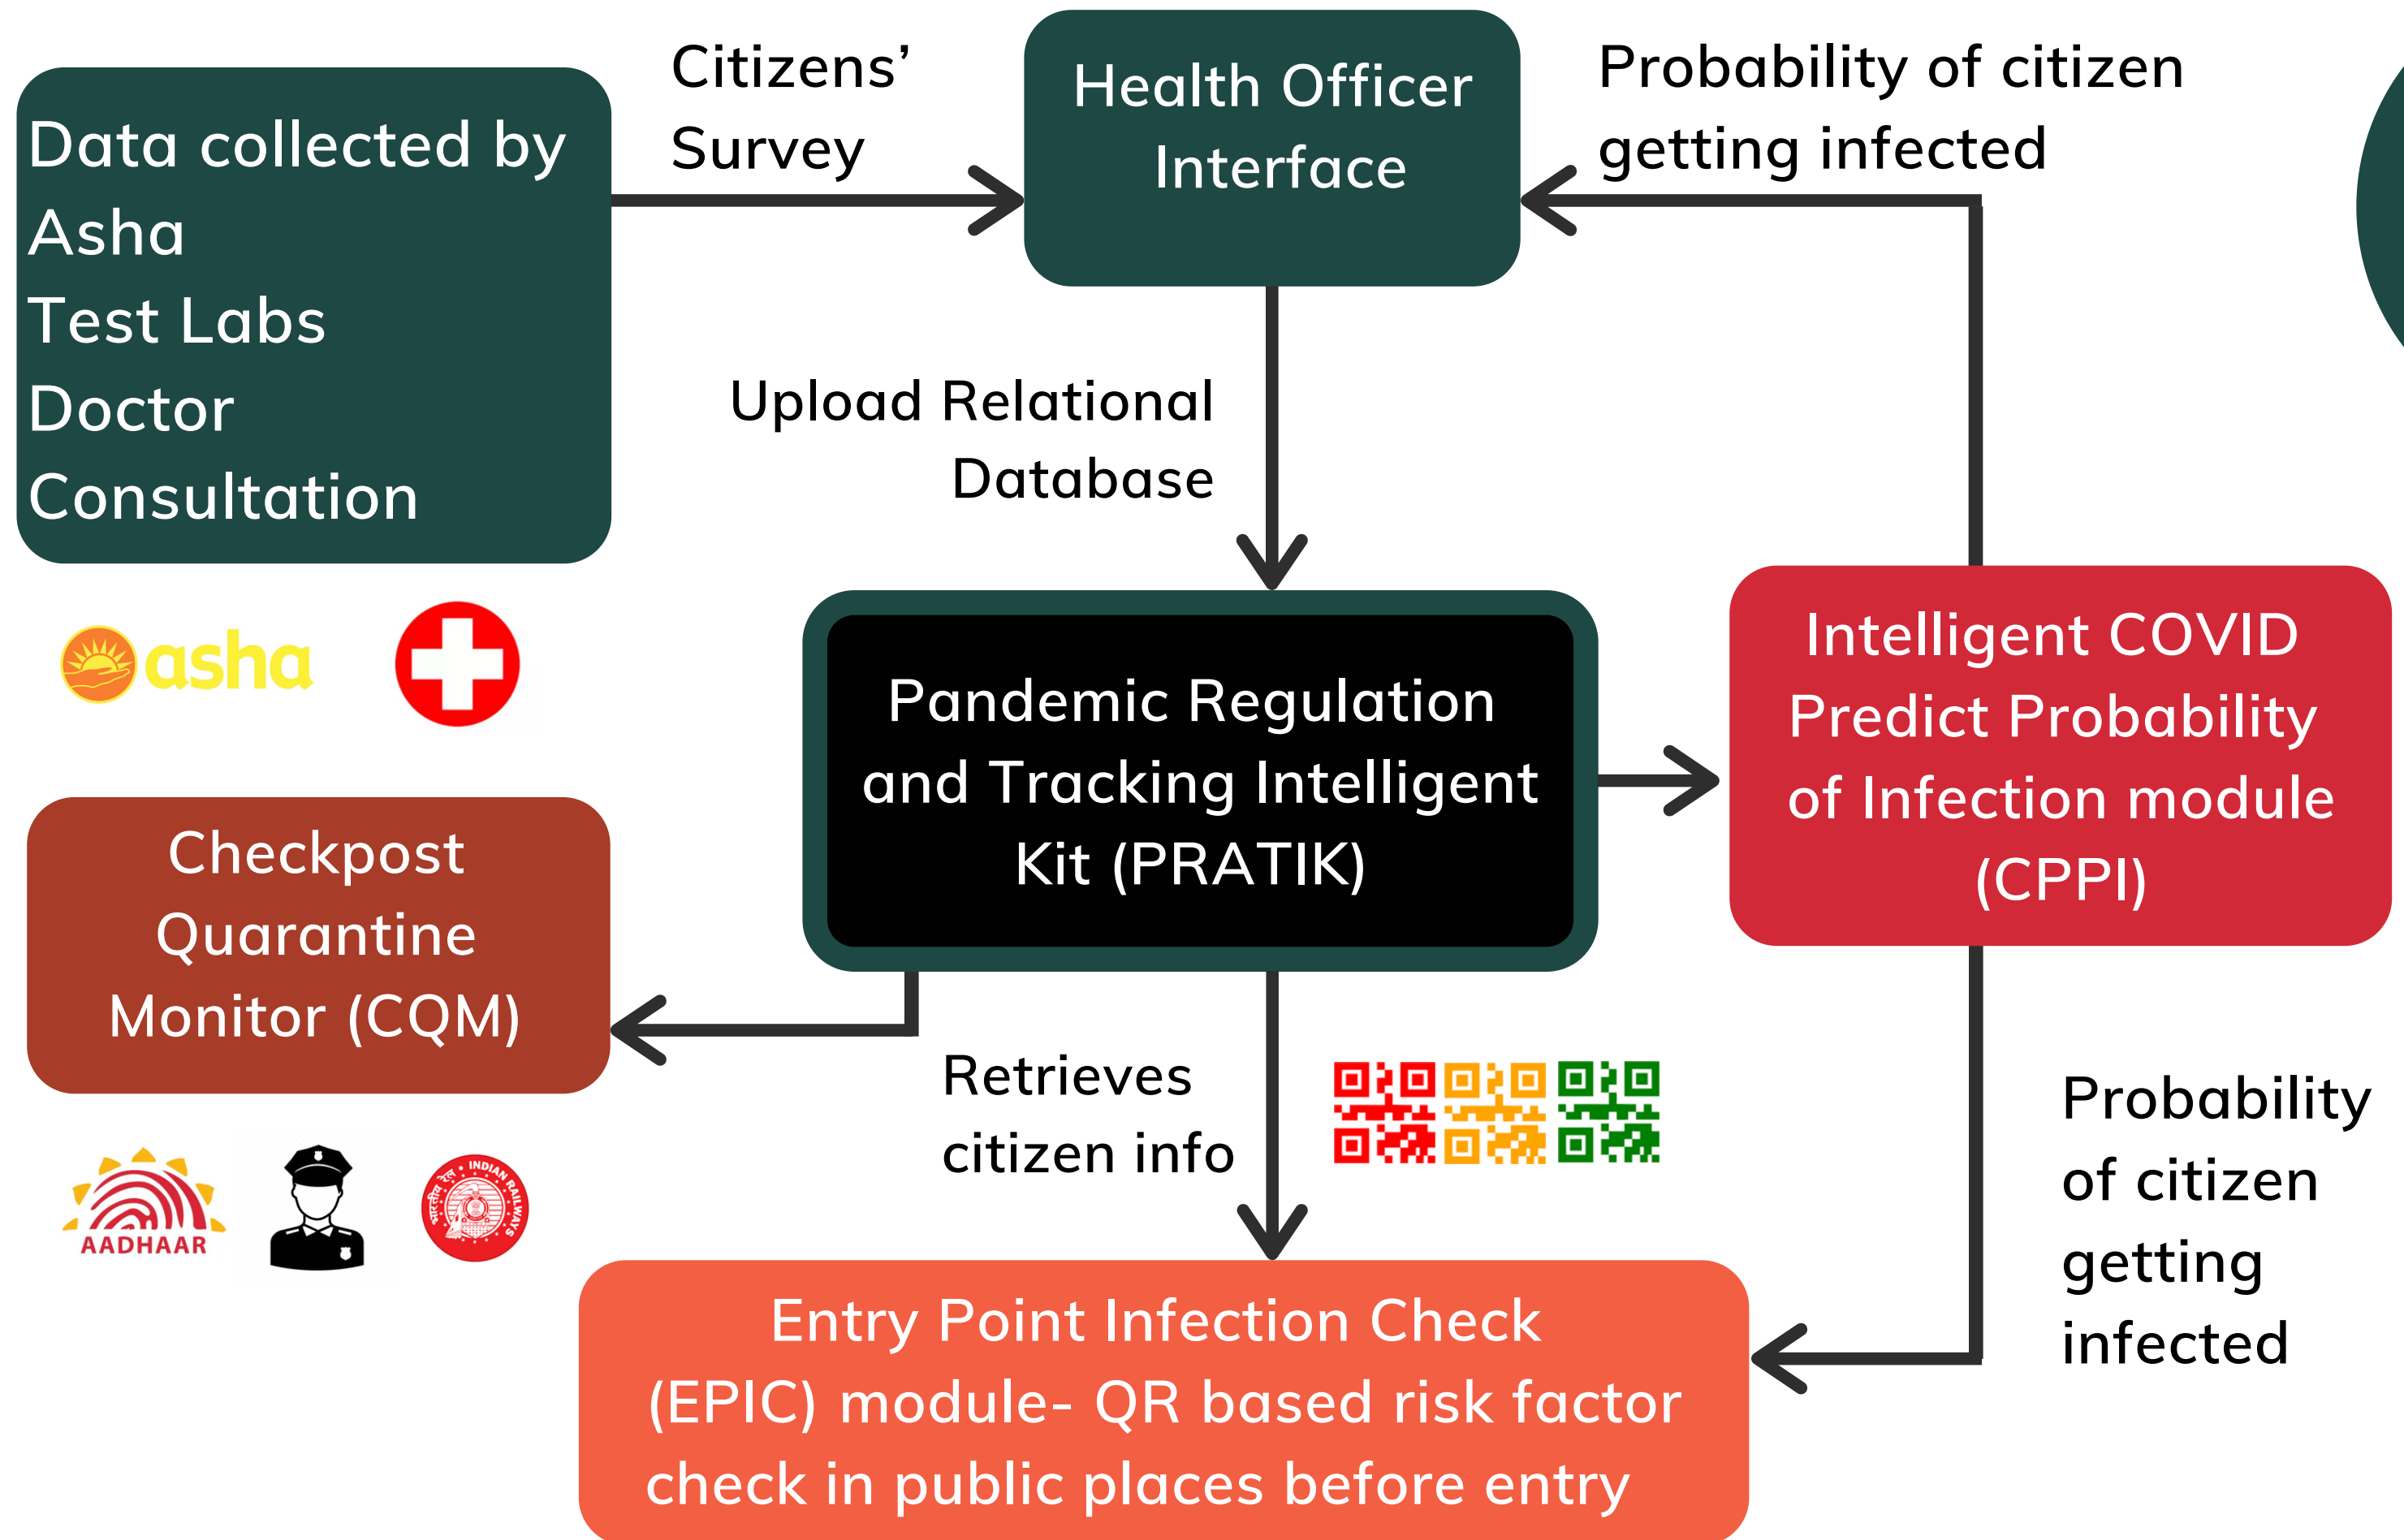 Data collected by
Asha
Test Labs
Doctor
Consultation
Citizens’
Survey
Health Officer
Interface
Probability of citizen
getting infected
Upload Relational
Database
asha
Pandemic Regulation
and Tracking Intelligent
Kit (PRATIK)
Intelligent COVID
Predict Probability
of Infection module
(CPPI)
Checkpost
Quarantine
Monitor (CQM)
Retrieves
citizen info
Probability
of citizen
getting
infected
AADHAAR
भारतीय रेल • INDIAN RAILWAYS
Entry Point Infection Check
(EPIC) module- QR based risk factor
check in public places before entry